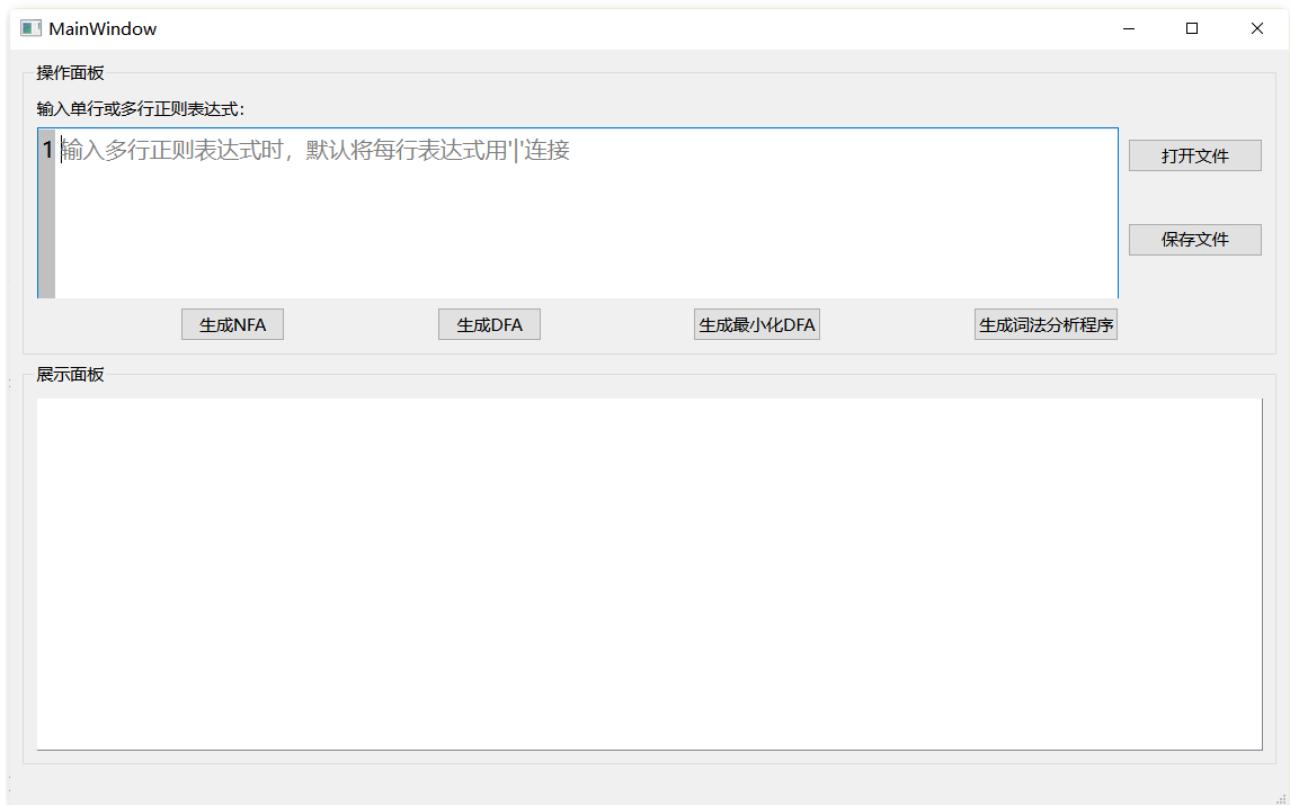 MainWindow
操作面板
输入单行或多行正则表达式:
1 输入多行正则表达式时，默认将每行表达式用'|'连接
打开文件
保存文件
生成NFA 生成DFA 生成最小化DFA 生成词法分析程序
展示面板